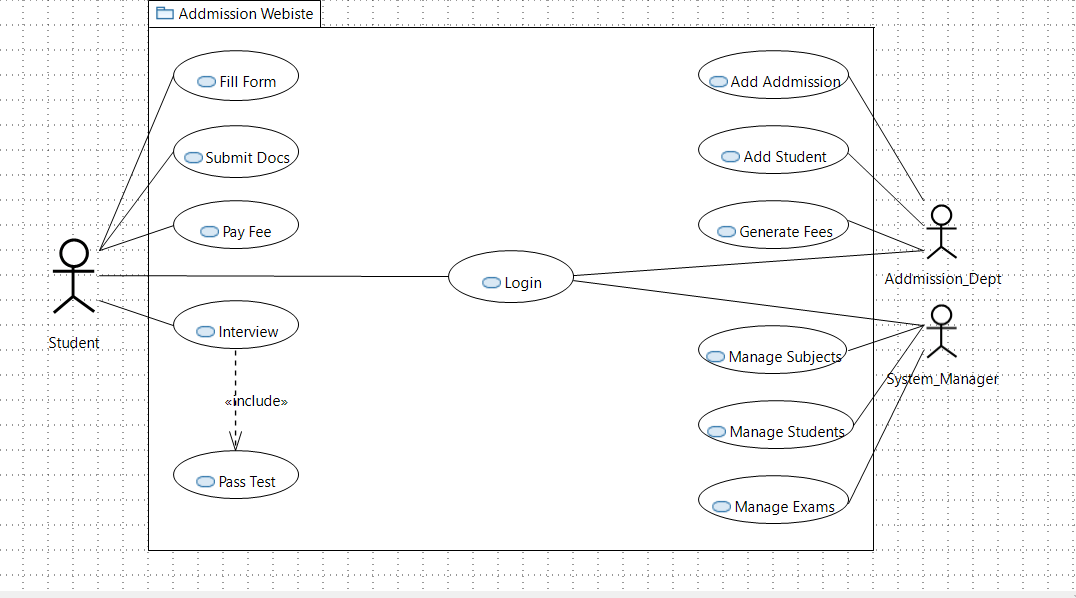 Addmission Webiste
Fill Form
Add Addmission
Submit Docs
Add Student
Pay Fee
Generate Fees
Login
Addmission_Dept
Student
Interview
Manage Subjects
System_Manager
«include»
Manage Students
Pass Test
Manage Exams